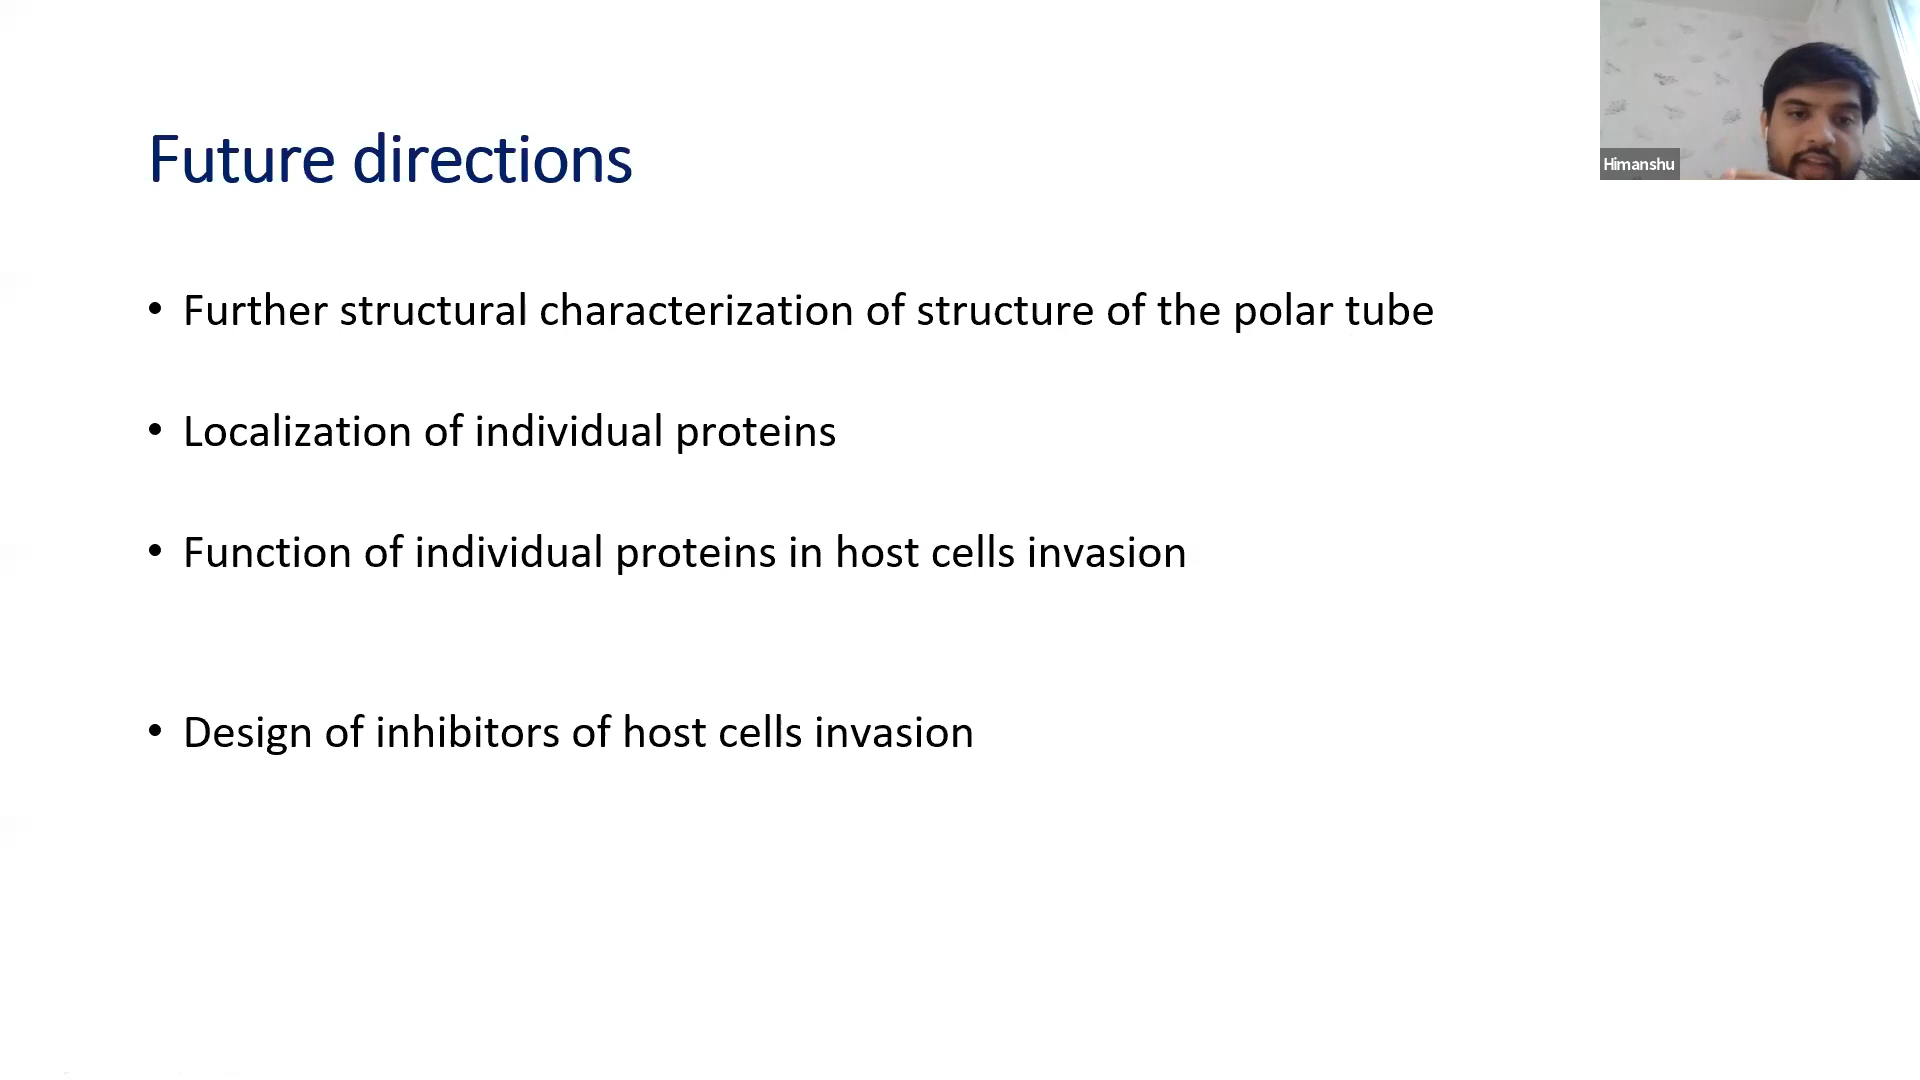 Future directions
Himanshu
• Further structural characterization of structure of the polar tube
• Localization of individual proteins
• Function of individual proteins in host cells invasion
• Design of inhibitors of host cells invasion